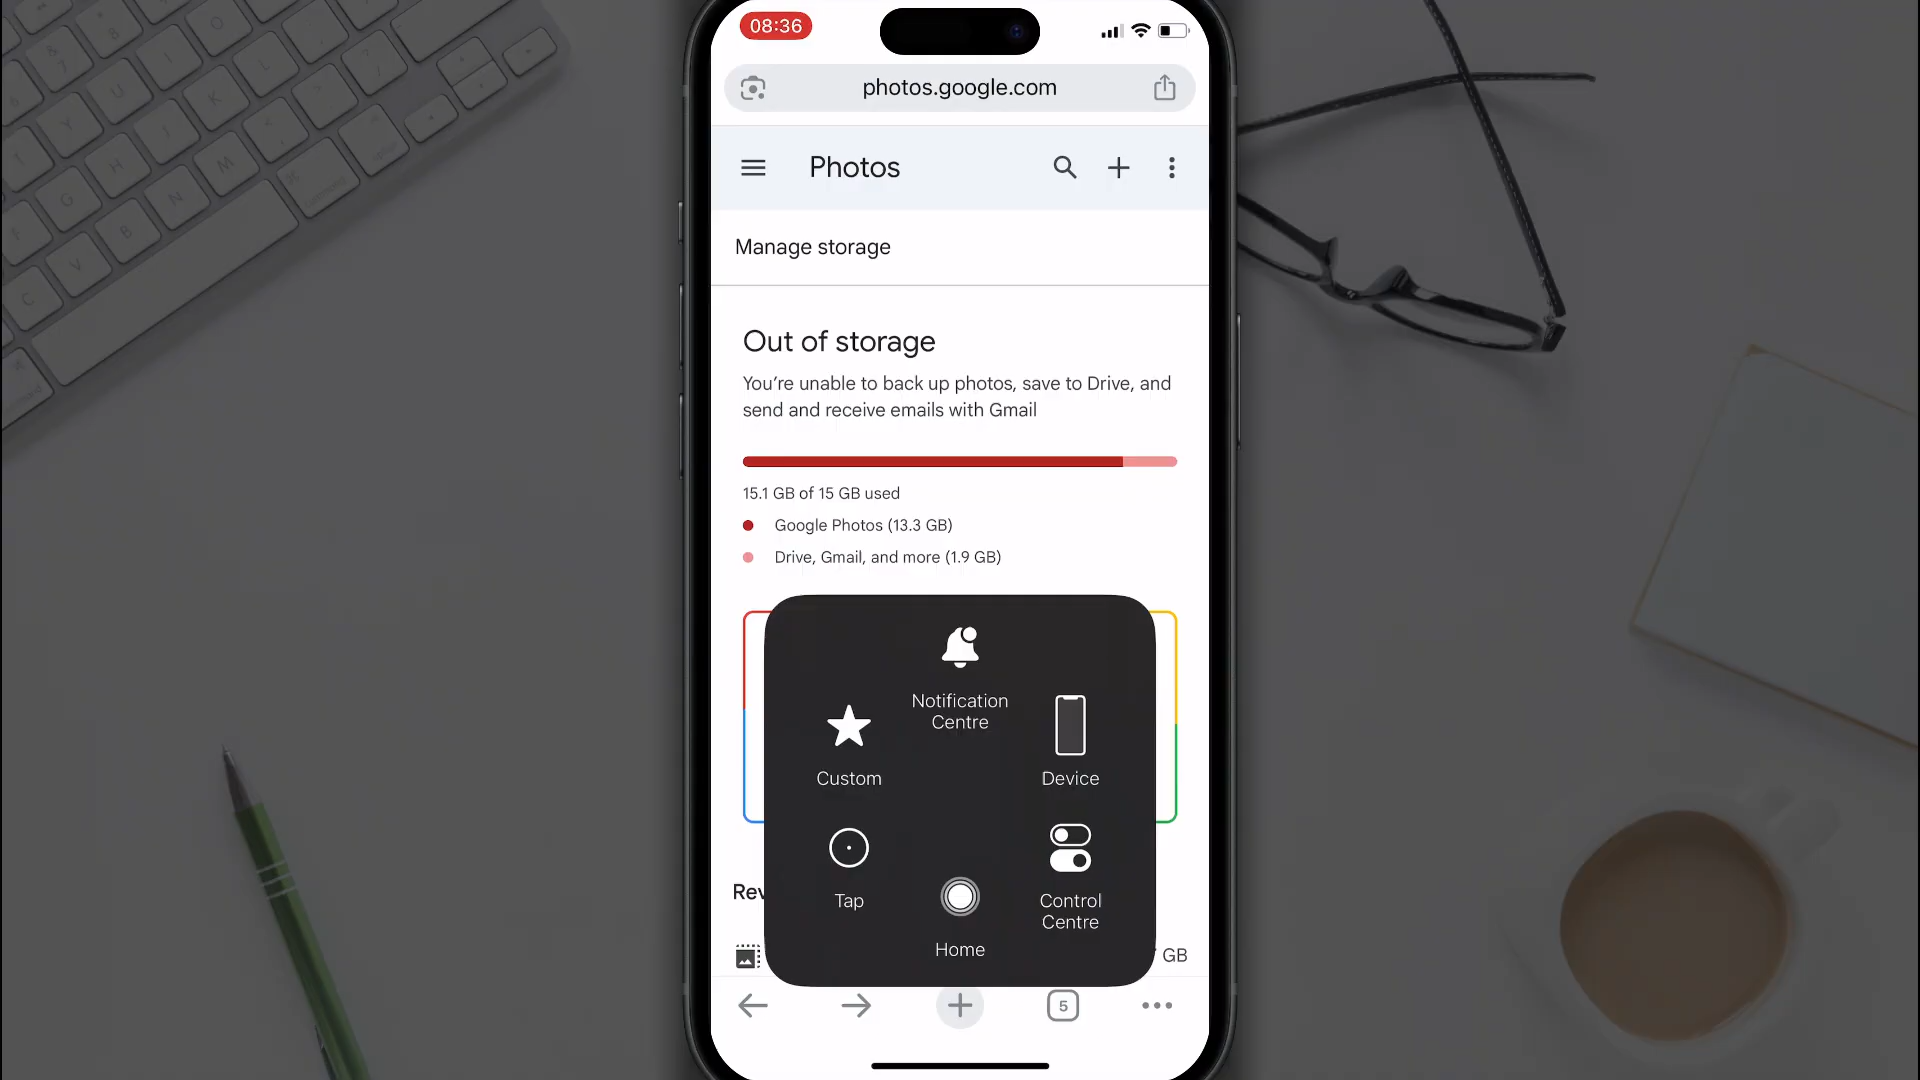 08:36
photos.google.com
Photos
Manage storage
Out of storage
You're unable to back up photos, save to Drive, and
send and receive emails with Gmail
15.1 GB of 15 GB used
Google Photos (13.3 GB)
Drive, Gmail, and more (1.9 GB)
Notification
Centre
Custom
Device
Tap
Control
Centre
Home
Rev
GB
5